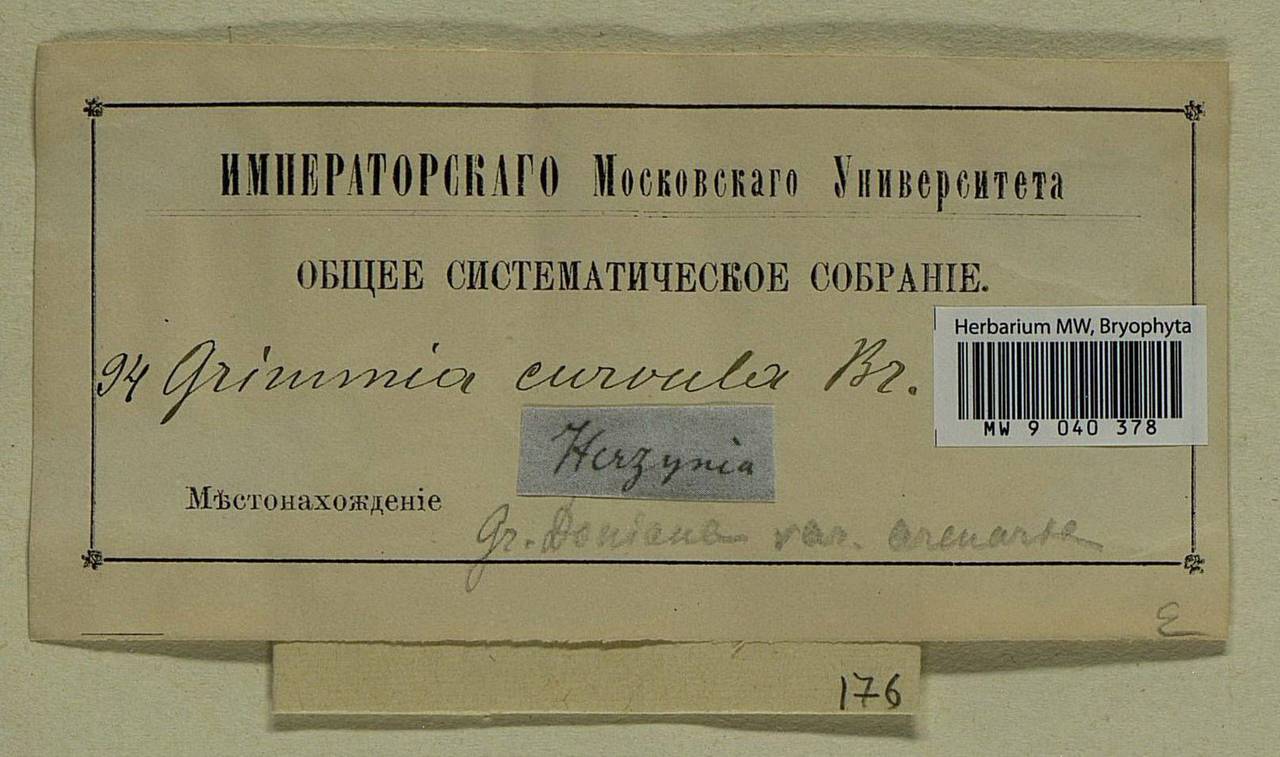 ИМПЕРАТОРСКАГО Московскаго Университета
ОБЩЕЕ СИСТЕМАТИЧЕСКОЕ СОБРАНІЕ.
Herbarium MW, Bryophyta
MW 9 040 378
94 Grimmia curvula Br.
Herzynia
Мѣстонахожденіе
Gr. Doniana var. arenaria
E
176